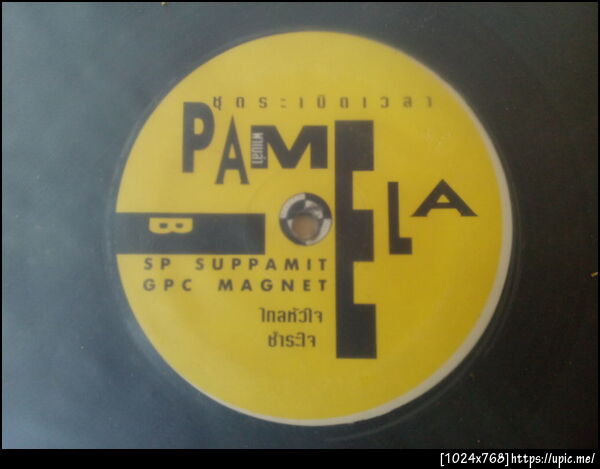 ชุดระเบิดเวลา
PAMELA
พาเมล่า
B
SP SUPPAMIT
GPC MAGNET
ไกลหัวใจ
ชำระใจ
[1024x768]https://upic.me/